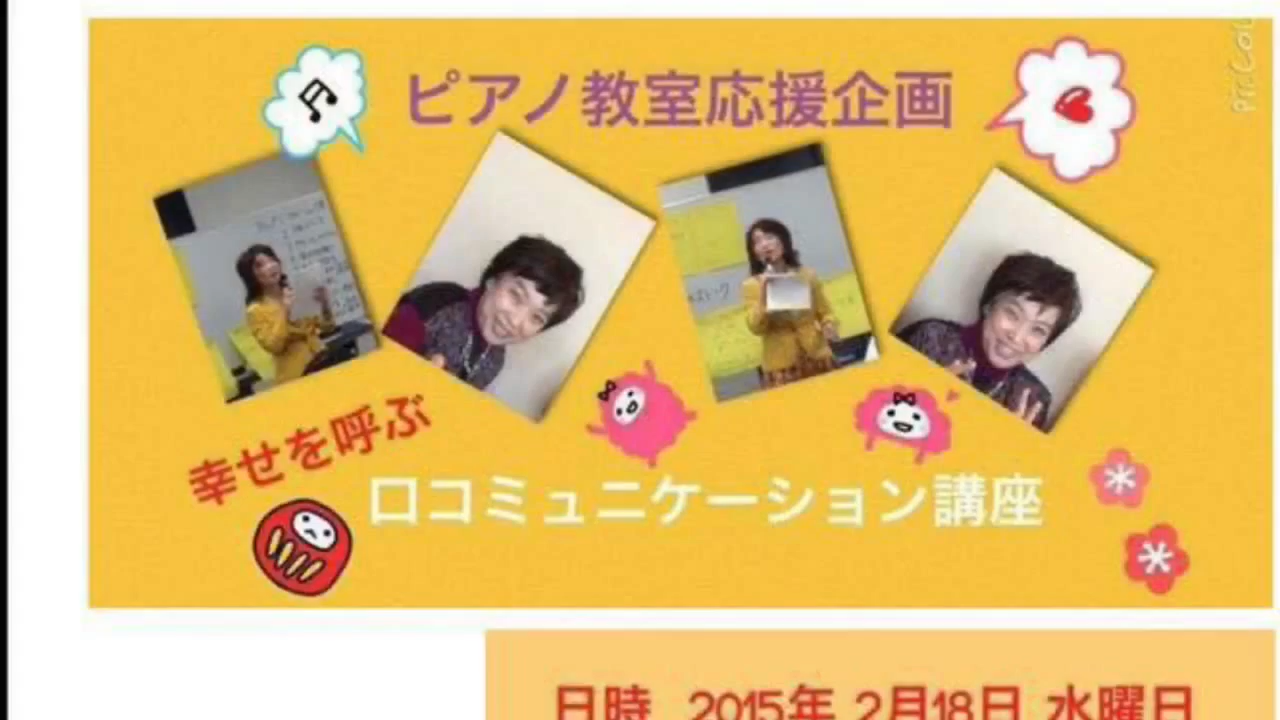 ピアノ教室応援企画
幸せを呼ぶ
口コミュニケーション講座
日時 2015年 2月18日 水曜日